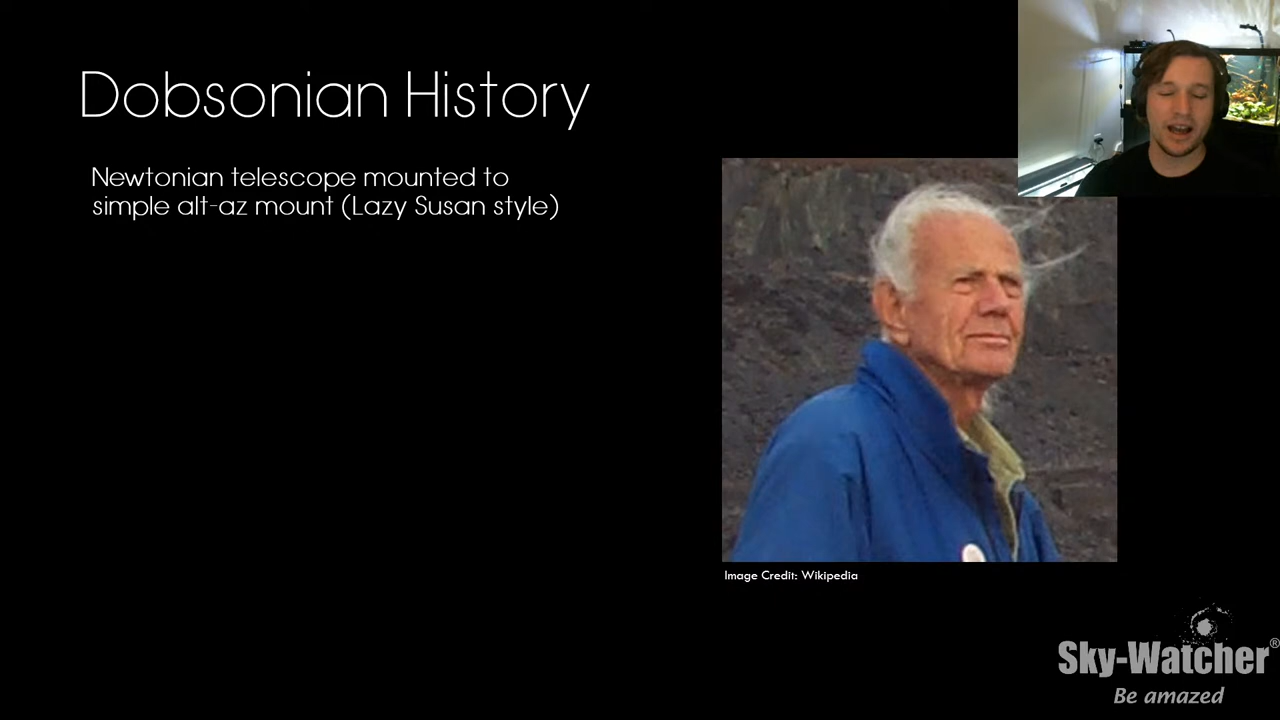 Dobsonian History
Newtonian telescope mounted to
simple alt-az mount (Lazy Susan style)
Image Credit: Wikipedia
Sky-Watcher®
Be amazed